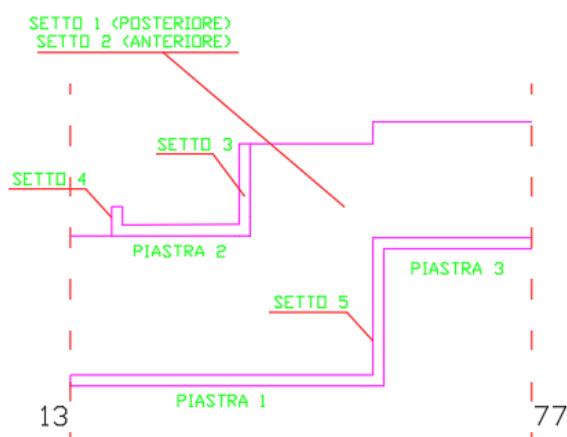 SETTO 1 (POSTERIORE)
SETTO 2 (ANTERIORE)
SETTO 3
SETTO 4
PIASTRA 2
PIASTRA 3
SETTO 5
PIASTRA 1
13
77